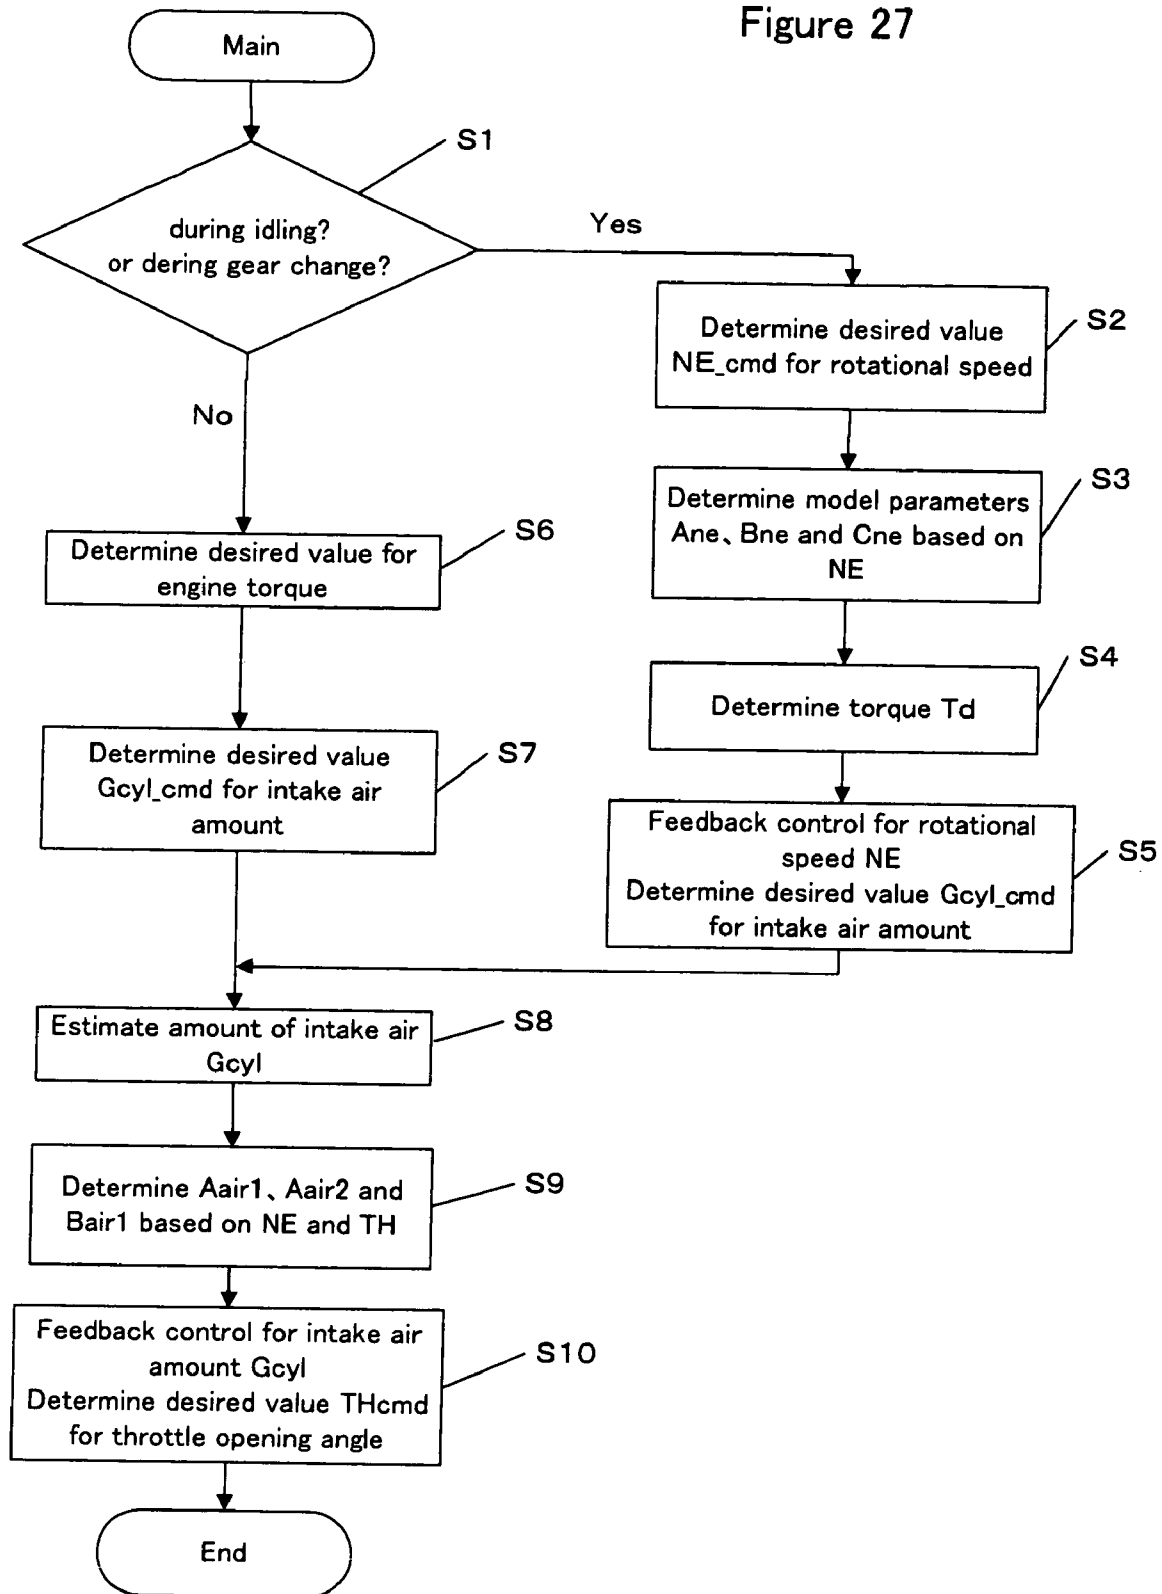 Figure 27
Main
S1
during idling?
or dering gear change?
Yes
No
S2
Determine desired value
NE_cmd for rotational speed
S3
Determine model parameters
Ane、Bne and Cne based on
NE
S4
Determine torque Td
S5
Feedback control for rotational
speed NE
Determine desired value Gcyl_cmd
for intake air amount
S6
Determine desired value for
engine torque
S7
Determine desired value
Gcyl_cmd for intake air
amount
S8
Estimate amount of intake air
Gcyl
S9
Determine Aair1、Aair2 and
Bair1 based on NE and TH
S10
Feedback control for intake air
amount Gcyl
Determine desired value THcmd
for throttle opening angle
End